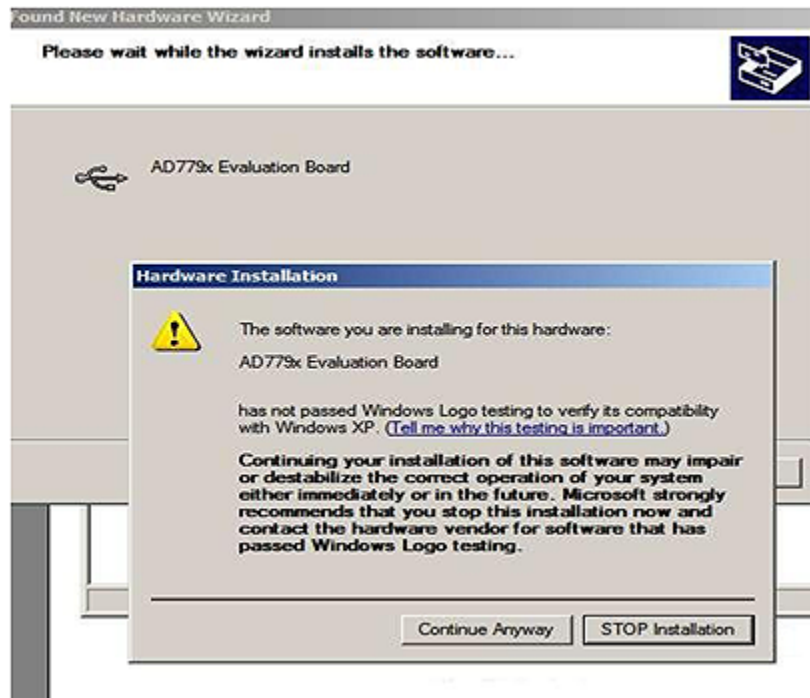 Found New Hardware Wizard
Please wait while the wizard installs the software...
AD779x Evaluation Board
Hardware Installation
The software you are installing for this hardware:
AD779x Evaluation Board
has not passed Windows Logo testing to verify its compatibility
with Windows XP. (Tell me why this testing is important.)
Continuing your installation of this software may impair
or destabilize the correct operation of your system
either immediately or in the future. Microsoft strongly
recommends that you stop this installation now and
contact the hardware vendor for software that has
passed Windows Logo testing.
Continue Anyway
STOP Installation